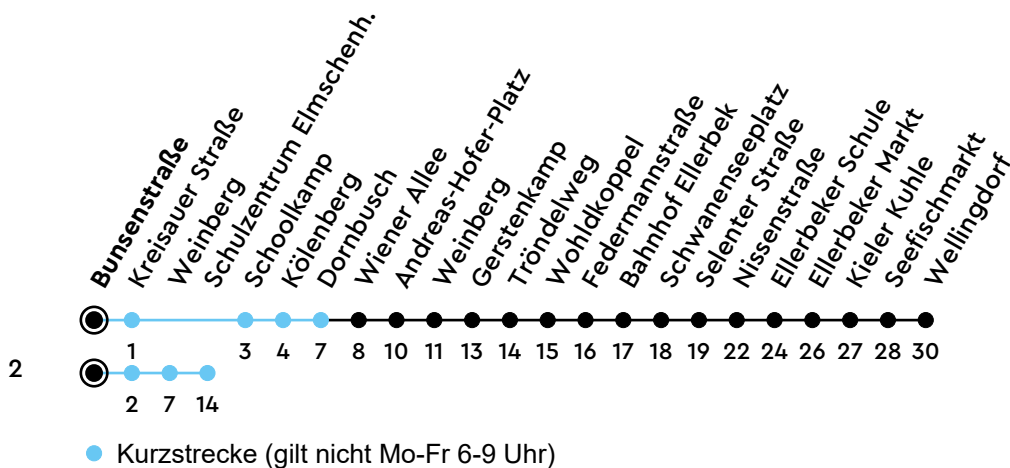 Bunsenstraße
Kreisauer Straße
Weinberg
Schulzentrum Elmschenh.
Schoolkamp
Kölenberg
Dornbusch
Wiener Allee
Andreas-Hofer-Platz
Weinberg
Gerstenkamp
Tröndelweg
Wohldkoppel
Federmannstraße
Bahnhof Ellerbek
Schwanenseeplatz
Selenter Straße
Nissenstraße
Ellerbeker Schule
Ellerbeker Markt
Kieler Kuhle
Seefischmarkt
Wellingdorf
1 3 4 7 8 10 11 13 14 15 16 17 18 19 22 24 26 27 28 30
2
2 7 14
Kurzstrecke (gilt nicht Mo-Fr 6-9 Uhr)